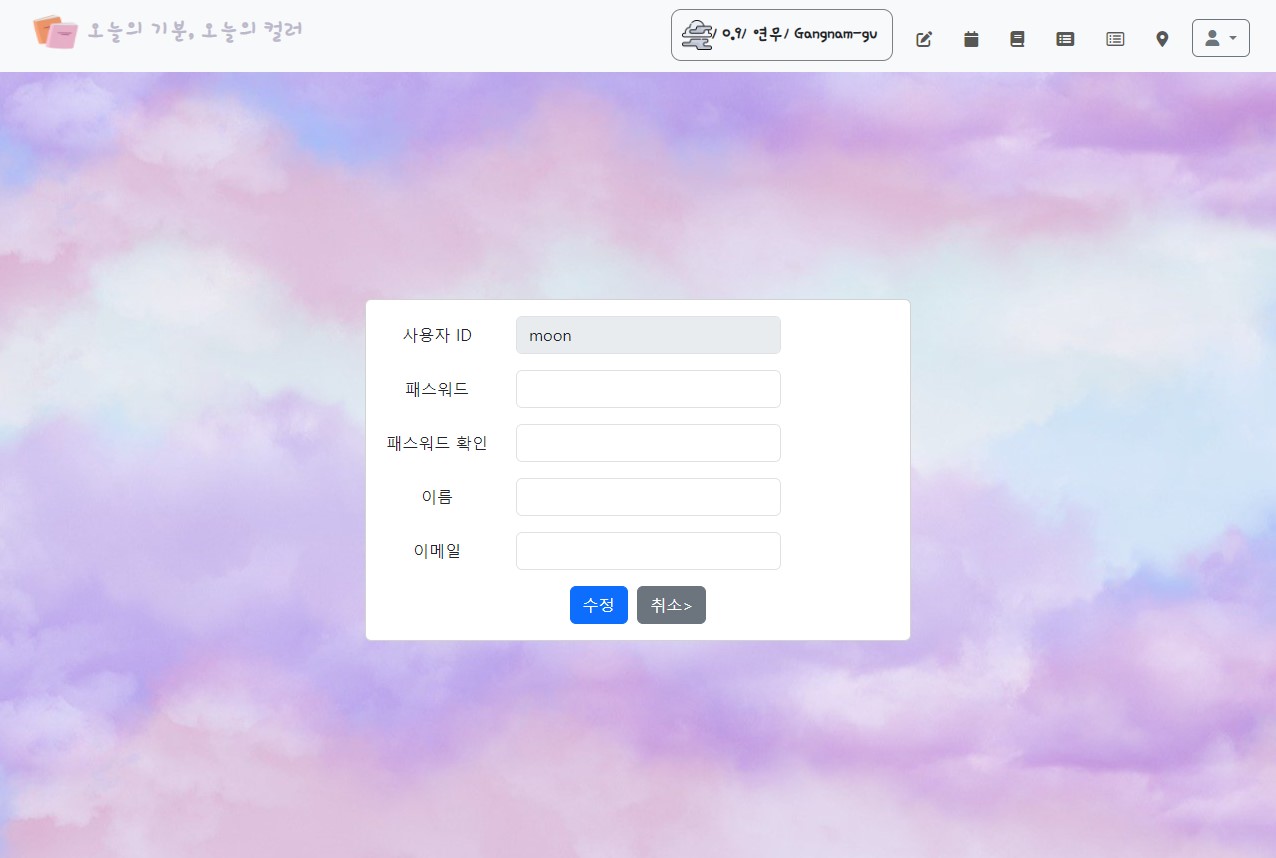 오늘의 기분, 오늘의 컬러
/ 0.9/ 연무/ Gangnam-gu
사용자 ID
moon
패스워드
패스워드 확인
이름
이메일
수정 취소>